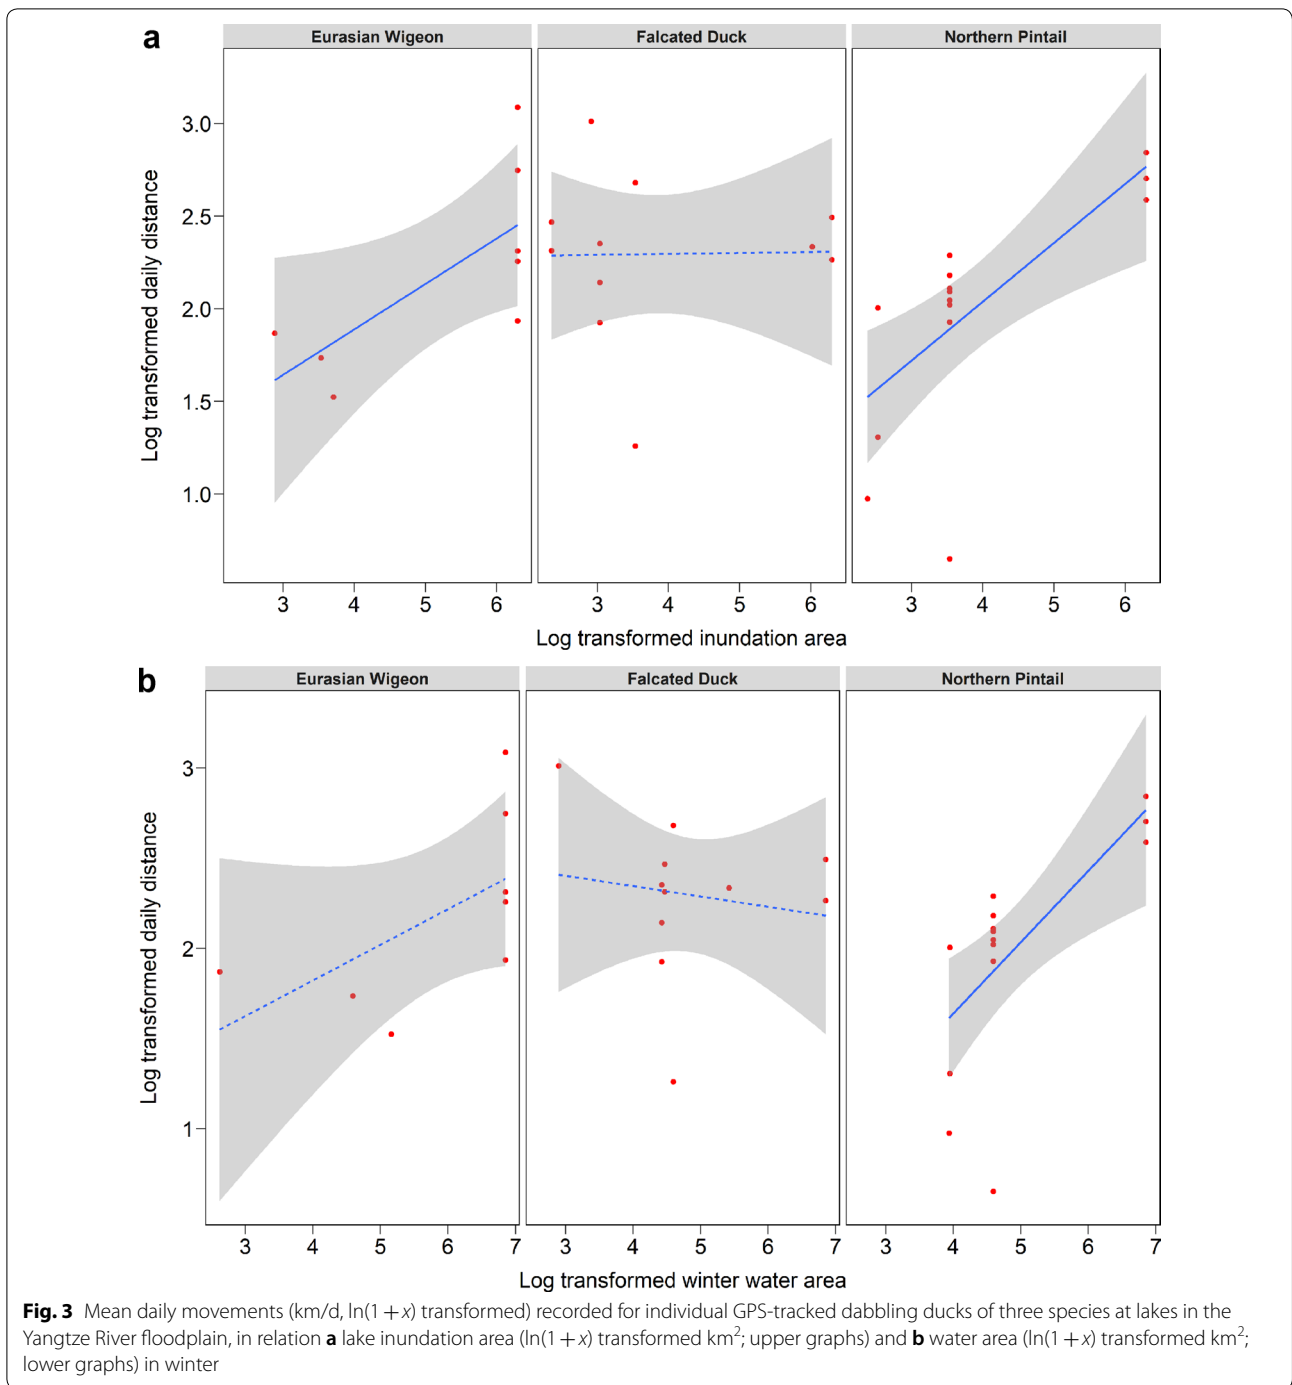 a
Eurasian Wigeon Falcated Duck Northern Pintail
Log transformed daily distance
3.0
2.5
2.0
1.5
1.0
3 4 5 6 3 4 5 6 3 4 5 6
Log transformed inundation area
b
Eurasian Wigeon Falcated Duck Northern Pintail
Log transformed daily distance
3
2
1
3 4 5 6 7 3 4 5 6 7 3 4 5 6 7
Log transformed winter water area
Fig. 3 Mean daily movements (km/d, ln(1 + x) transformed) recorded for individual GPS-tracked dabbling ducks of three species at lakes in the
Yangtze River floodplain, in relation a lake inundation area (ln(1 + x) transformed km²; upper graphs) and b water area (ln(1 + x) transformed km²;
lower graphs) in winter